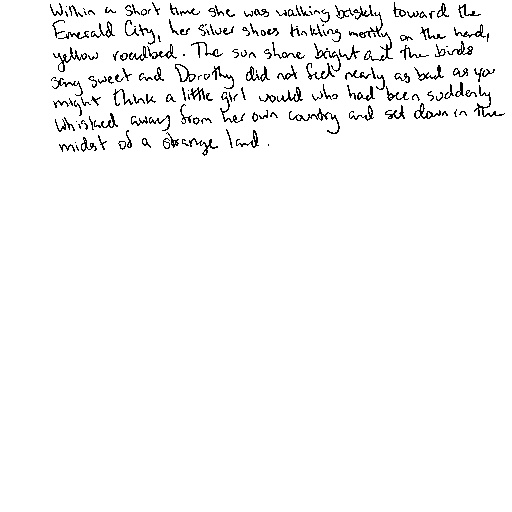 Within a short time she was walking briskly toward the
Emerald City, her silver shoes tinkling merrily on the hard,
yellow roadbed. The sun shone bright and the birds
sang sweet and Dorothy did not feel nearly as bad as you
might think a little girl would who had been suddenly
whisked away from her own country and set down in the
midst of a strange land.